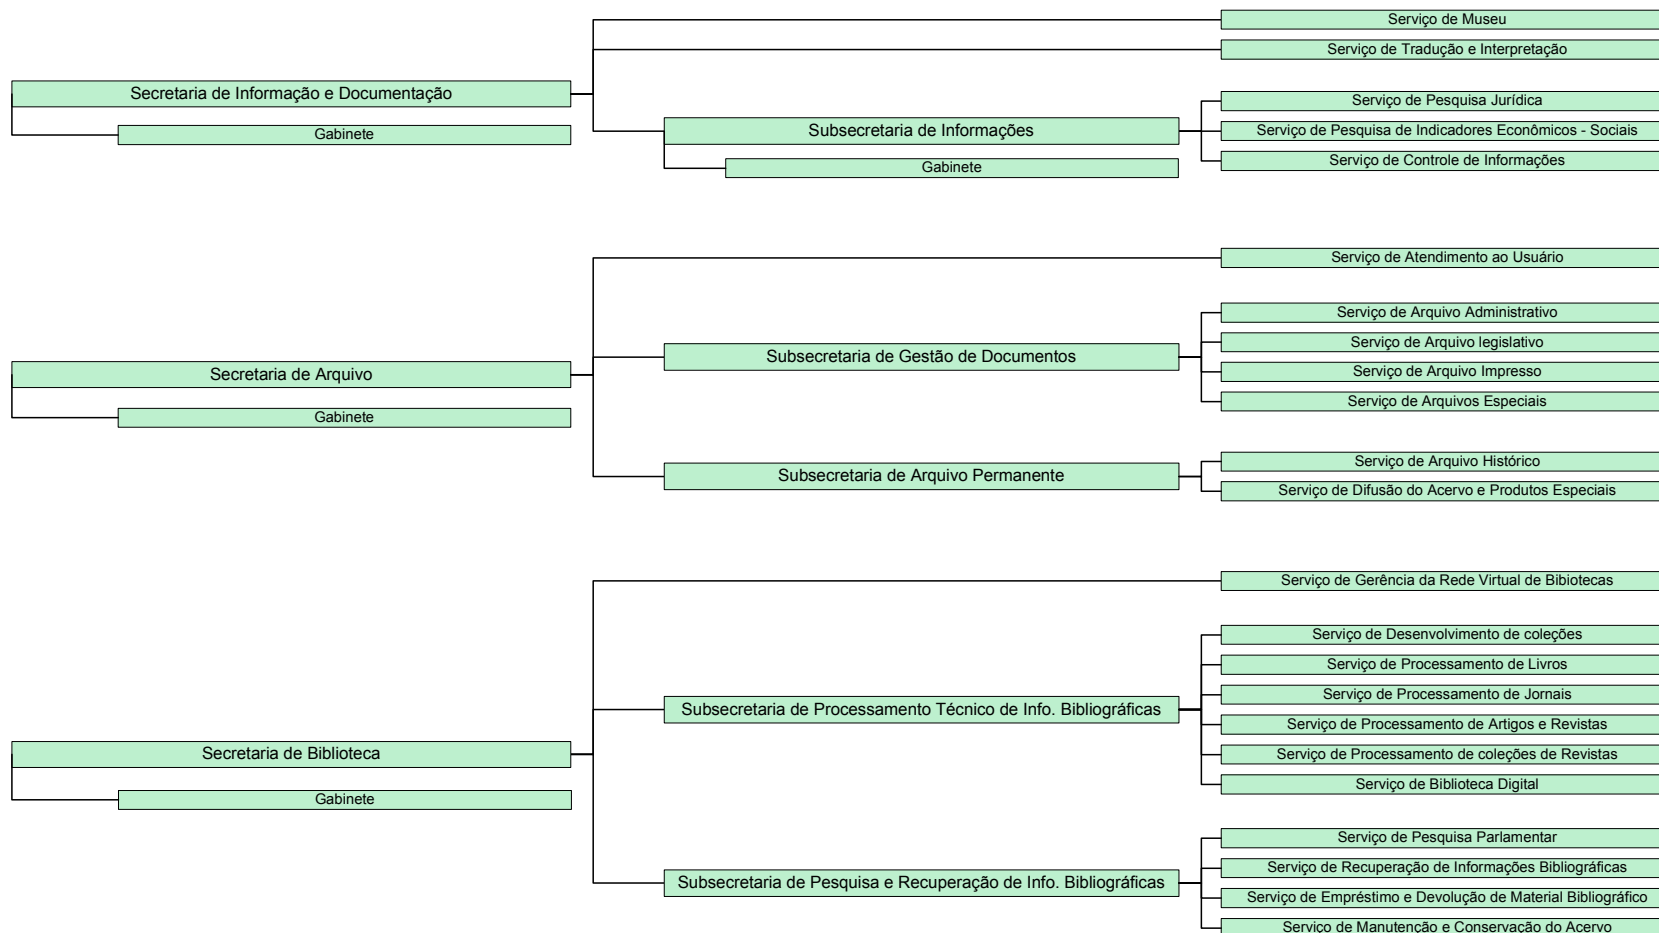 Serviço de Museu
Serviço de Tradução e Interpretação
Secretaria de Informação e Documentação
Gabinete
Subsecretaria de Informações
Gabinete
Serviço de Pesquisa Jurídica
Serviço de Pesquisa de Indicadores Econômicos - Sociais
Serviço de Controle de Informações
Serviço de Atendimento ao Usuário
Secretaria de Arquivo
Gabinete
Subsecretaria de Gestão de Documentos
Serviço de Arquivo Administrativo
Serviço de Arquivo legislativo
Serviço de Arquivo Impresso
Serviço de Arquivos Especiais
Subsecretaria de Arquivo Permanente
Serviço de Arquivo Histórico
Serviço de Difusão do Acervo e Produtos Especiais
Serviço de Gerência da Rede Virtual de Bibiotecas
Secretaria de Biblioteca
Gabinete
Subsecretaria de Processamento Técnico de Info. Bibliográficas
Serviço de Desenvolvimento de coleções
Serviço de Processamento de Livros
Serviço de Processamento de Jornais
Serviço de Processamento de Artigos e Revistas
Serviço de Processamento de coleções de Revistas
Serviço de Biblioteca Digital
Subsecretaria de Pesquisa e Recuperação de Info. Bibliográficas
Serviço de Pesquisa Parlamentar
Serviço de Recuperação de Informações Bibliográficas
Serviço de Empréstimo e Devolução de Material Bibliográfico
Serviço de Manutenção e Conservação do Acervo